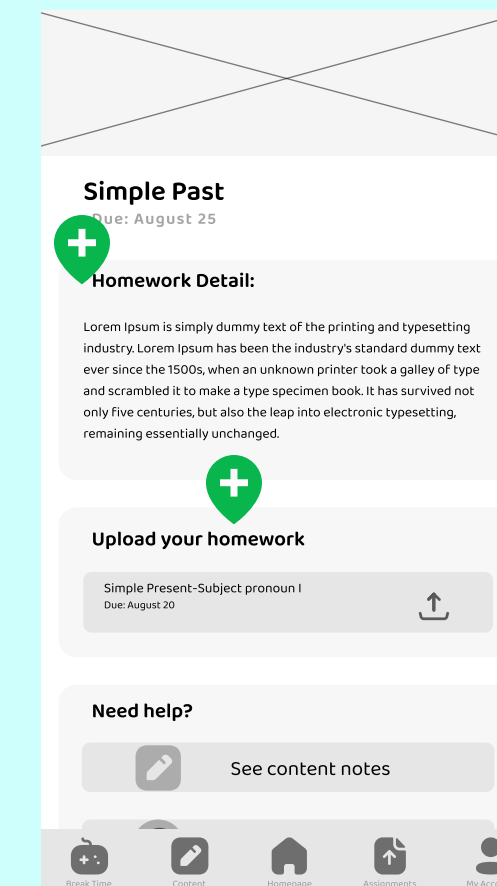 Simple Past
Due: August 25
Homework Detail:
Lorem Ipsum is simply dummy text of the printing and typesetting
industry. Lorem Ipsum has been the industry's standard dummy text
ever since the 1500s, when an unknown printer took a galley of type
and scrambled it to make a type specimen book. It has survived not
only five centuries, but also the leap into electronic typesetting,
remaining essentially unchanged.
Upload your homework
Simple Present-Subject pronoun I
Due: August 20
Need help?
See content notes
Break Time
Content
Homepage
Assignments
My Acco